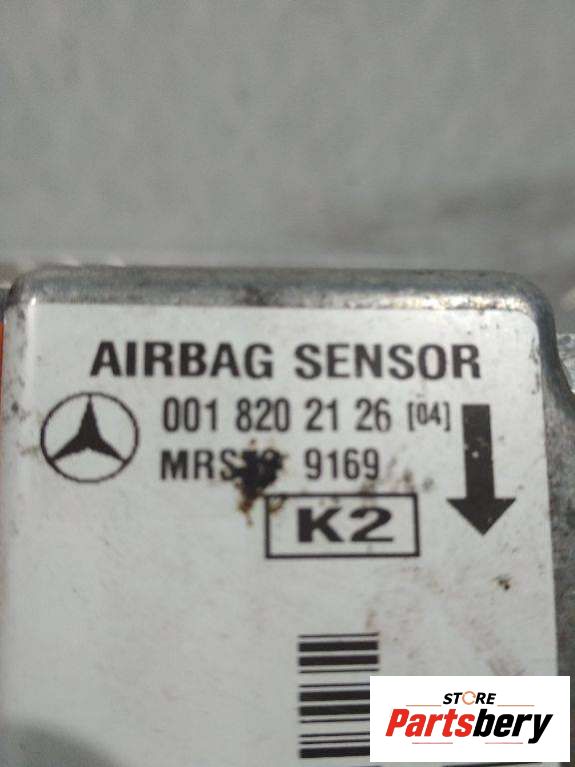 AIRBAG SENSOR
001 820 21 26 [04]
9169
K2
STORE
Partsbery